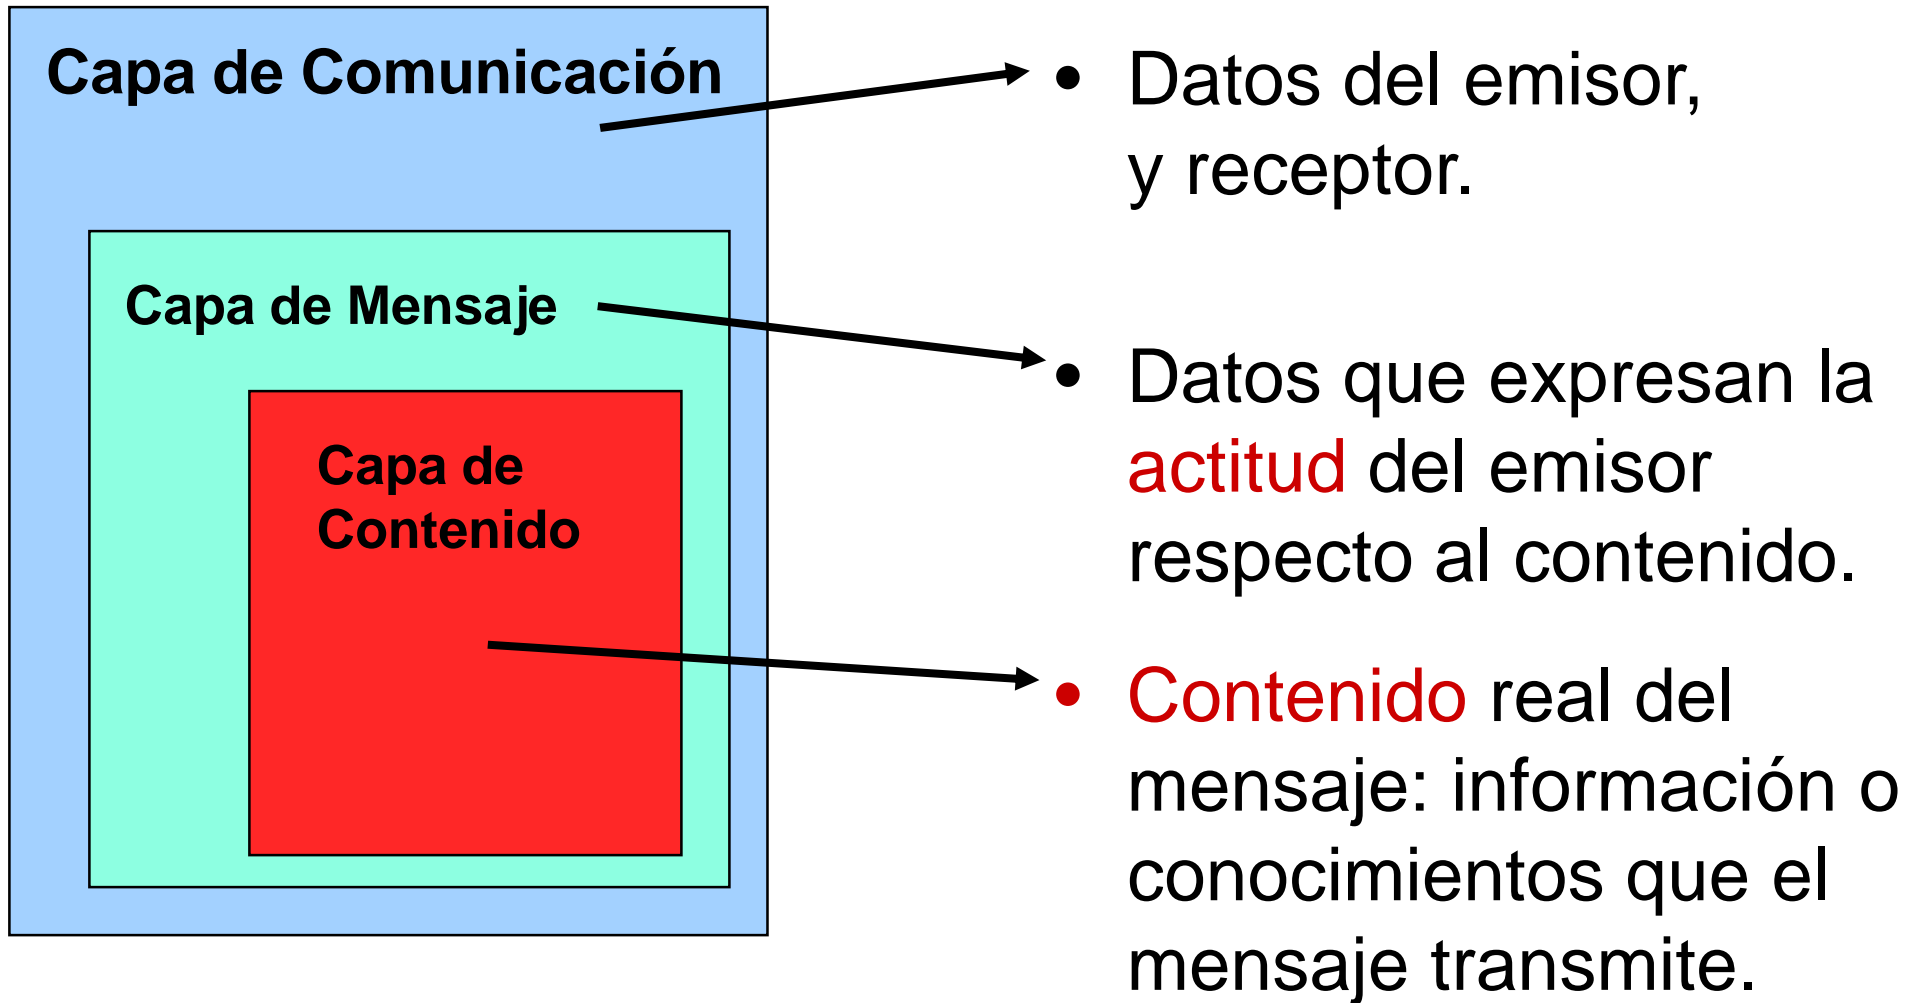 Capa de Comunicación
• Datos del emisor,
y receptor.
Capa de Mensaje
• Datos que expresan la
actitud del emisor
respecto al contenido.
Capa de
Contenido
• Contenido real del
mensaje: información o
conocimientos que el
mensaje transmite.